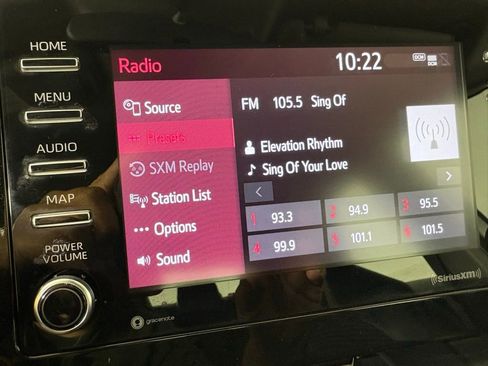 HOME
MENU
AUDIO
MAP
POWER
VOLUME
Radio
10:22
DCM
DCM
Source
Presets
SXM Replay
Station List
Options
Sound
FM 105.5 Sing Of
Elevation Rhythm
Sing Of Your Love
1 93.3
2 94.9
3 95.5
4 99.9
5 101.1
6 101.5
gracenote
SiriusXM